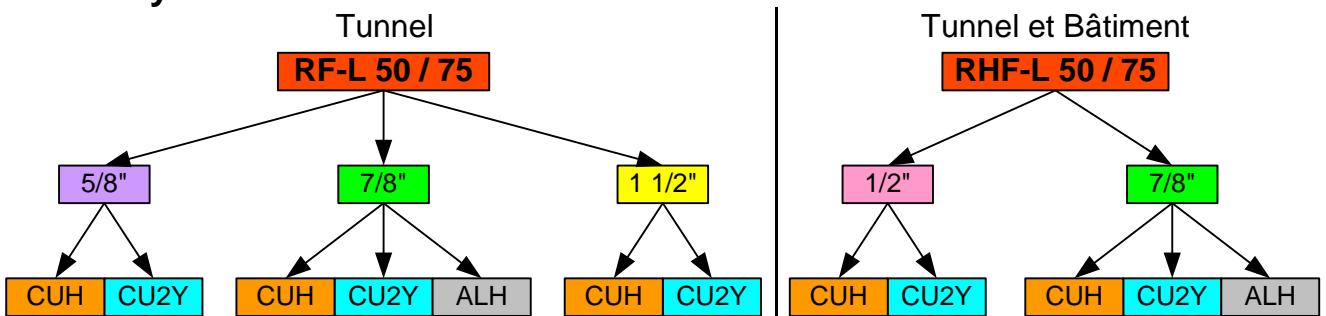 Tunnel
RF-L 50 / 75
5/8" 7/8" 1 1/2"
CUH CU2Y CUH CU2Y ALH CUH CU2Y
Tunnel et Bâtiment
RHF-L 50 / 75
1/2" 7/8"
CUH CU2Y CUH CU2Y ALH